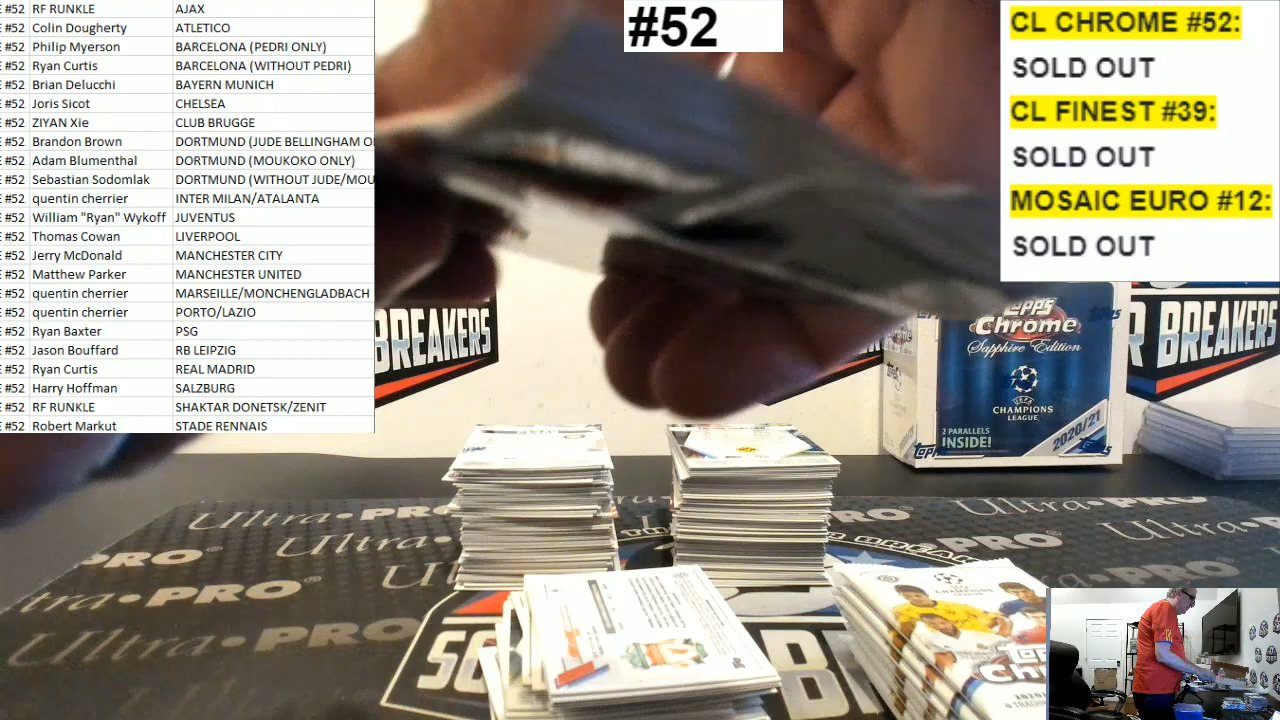 #52 RF RUNKLE AJAX
#52 Colin Dougherty ATLETICO
#52 Philip Myerson BARCELONA (PEDRI ONLY)
#52 Ryan Curtis BARCELONA (WITHOUT PEDRI)
#52 Brian Delucchi BAYERN MUNICH
#52 Joris Sicot CHELSEA
#52 ZIYAN Xie CLUB BRUGGE
#52 Brandon Brown DORTMUND (JUDE BELLINGHAM O
#52 Adam Blumenthal DORTMUND (MOUKOKO ONLY)
#52 Sebastian Sodomlak DORTMUND (WITHOUT JUDE/MOU
#52 quentin cherrier INTER MILAN/ATALANTA
#52 William "Ryan" Wykoff JUVENTUS
#52 Thomas Cowan LIVERPOOL
#52 Jerry McDonald MANCHESTER CITY
#52 Matthew Parker MANCHESTER UNITED
#52 quentin cherrier MARSEILLE/MONCHENGLADBACH
#52 quentin cherrier PORTO/LAZIO
#52 Ryan Baxter PSG
#52 Jason Bouffard RB LEIPZIG
#52 Ryan Curtis REAL MADRID
#52 Harry Hoffman SALZBURG
#52 RF RUNKLE SHAKTAR DONETSK/ZENIT
#52 Robert Markut STADE RENNAIS
#52
CL CHROME #52:
SOLD OUT
CL FINEST #39:
SOLD OUT
MOSAIC EURO #12:
SOLD OUT
BREAKERS
R BREAKERS
Topps
Chrome
Sapphire Edition
UEFA
CHAMPIONS
LEAGUE
2 PARALLELS
INSIDE!
2020/21
Ultra•PRO
Ultra•PRO
Ultra•PRO
Ultra•PRO
CHAMPIONS
LEAGUE